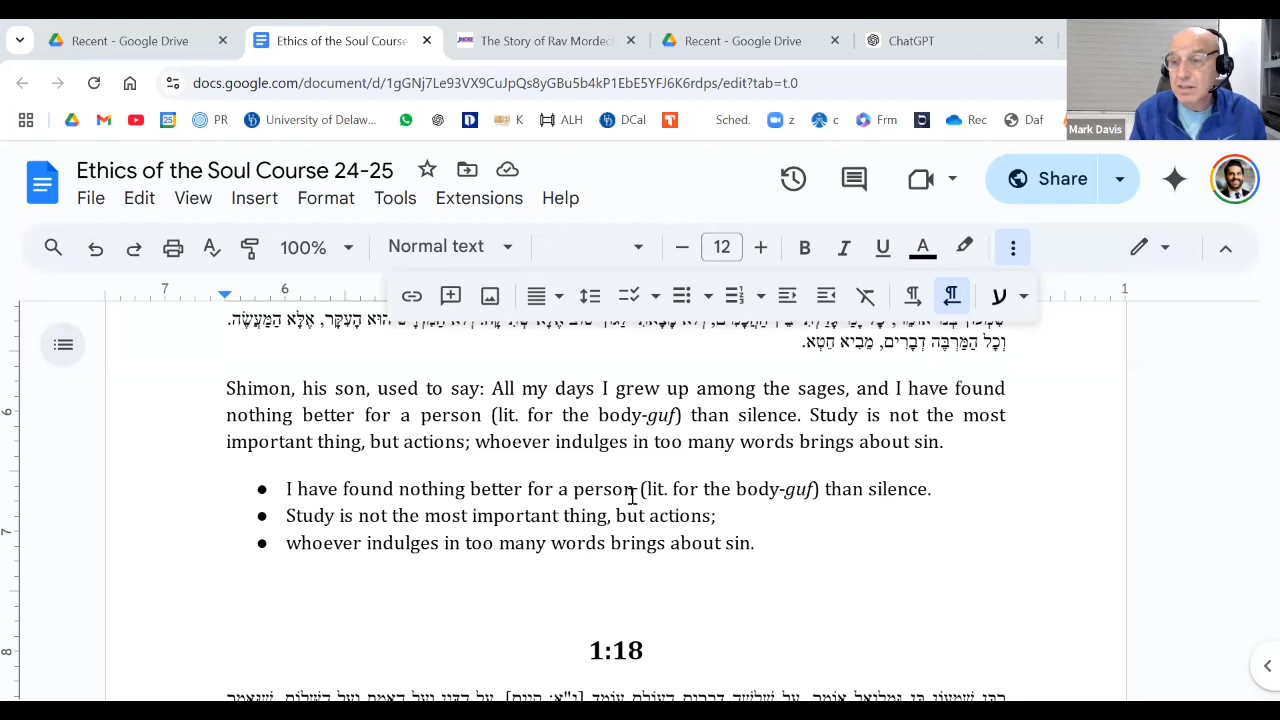 Recent - Google Drive
Ethics of the Soul Course
The Story of Rav Mordec
Recent - Google Drive
ChatGPT
docs.google.com/document/d/1gGNj7Le93VX9CuJpQs8yGBu5b4kP1EbE5YFJ6K6rdps/edit?tab=t.0
PR
University of Delaw...
K
ALH
DCal
Sched.
z
c
Frm
Rec
Daf
Mark Davis
Ethics of the Soul Course 24-25
File Edit View Insert Format Tools Extensions Help
Share
100%
Normal text
12
B I U A
7 6 1
וְכָל הַמַּרְבֶּה דְבָרִים, מֵבִיא חֵטְא.
Shimon, his son, used to say: All my days I grew up among the sages, and I have found
nothing better for a person (lit. for the body-guf) than silence. Study is not the most
important thing, but actions; whoever indulges in too many words brings about sin.
● I have found nothing better for a person (lit. for the body-guf) than silence.
● Study is not the most important thing, but actions;
● whoever indulges in too many words brings about sin.
1:18